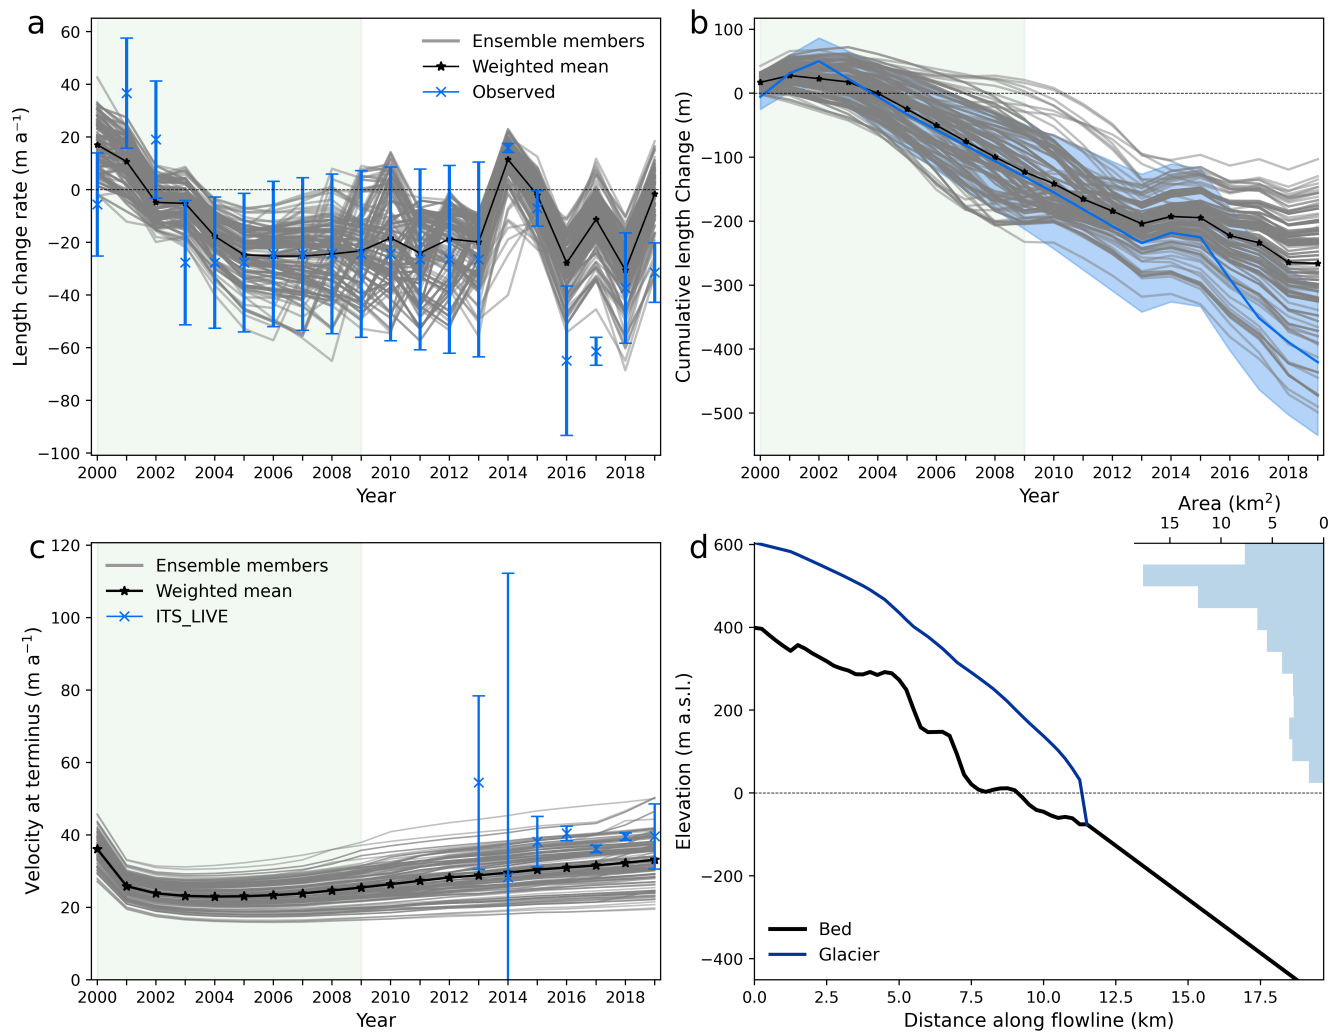 a
60
40
20
0
−20
−40
−60
−80
−100
Length change rate (m a⁻¹)
Ensemble members
Weighted mean
Observed
2000 2002 2004 2006 2008 2010 2012 2014 2016 2018
Year
b
100
0
−100
−200
−300
−400
−500
Cumulative length Change (m)
2000 2002 2004 2006 2008 2010 2012 2014 2016 2018
Year
c
120
100
80
60
40
20
0
Velocity at terminus (m a⁻¹)
Ensemble members
Weighted mean
ITS_LIVE
2000 2002 2004 2006 2008 2010 2012 2014 2016 2018
Year
d
Area (km²)
15 10 5 0
600
400
200
0
−200
−400
Elevation (m a.s.l.)
Bed
Glacier
0.0 2.5 5.0 7.5 10.0 12.5 15.0 17.5
Distance along flowline (km)